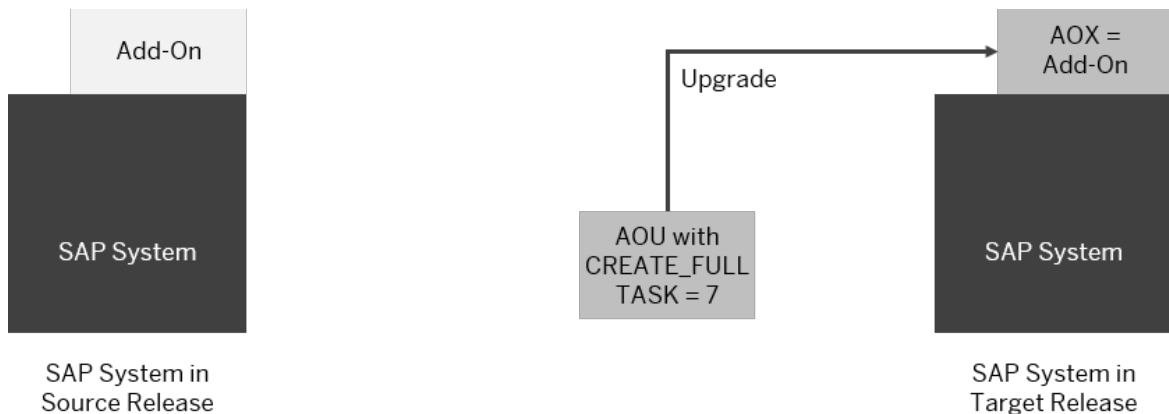 Add-On
SAP System
SAP System in
Source Release
Upgrade
AOU with
CREATE_FULL
TASK = 7
AOX =
Add-On
SAP System
SAP System in
Target Release